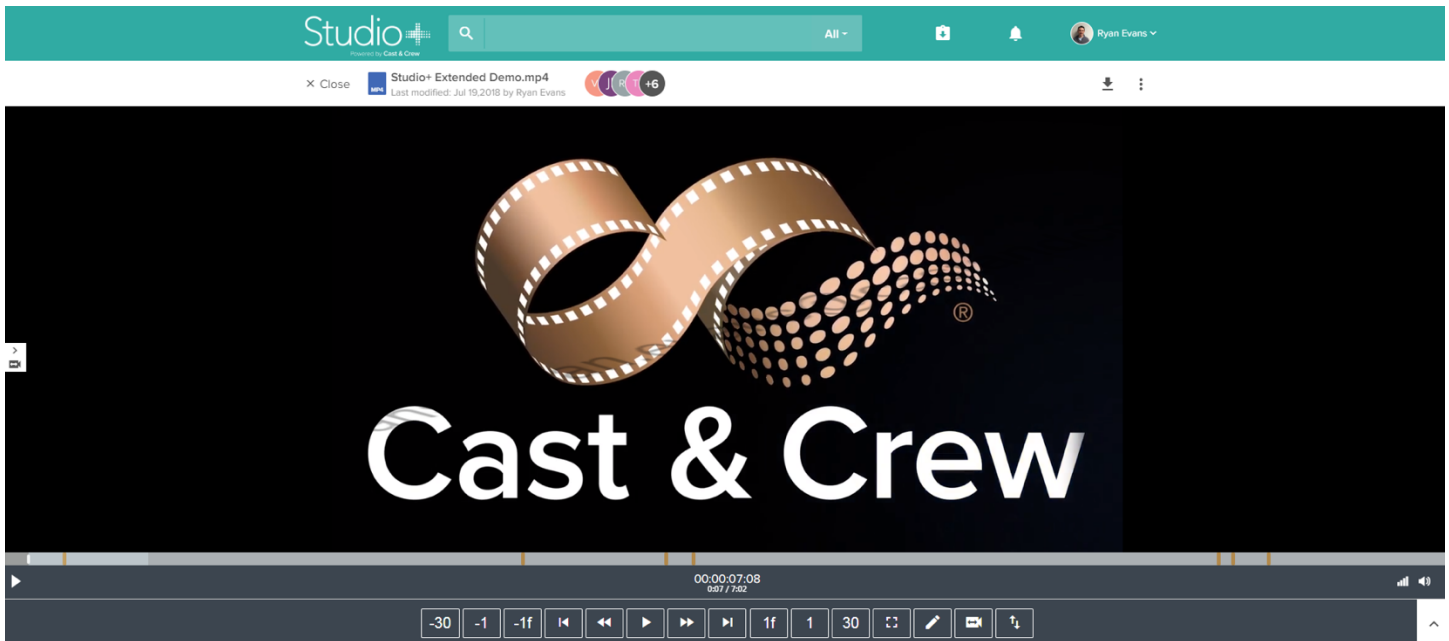 Studio+
Powered by Cast & Crew
All
Ryan Evans
× Close
MP4
Studio+ Extended Demo.mp4
Last modified: Jul 19,2018 by Ryan Evans
V J R T +6
®
Cast & Crew
00:00:07:08
0:07 / 7:02
-30 -1 -1f 1f 1 30